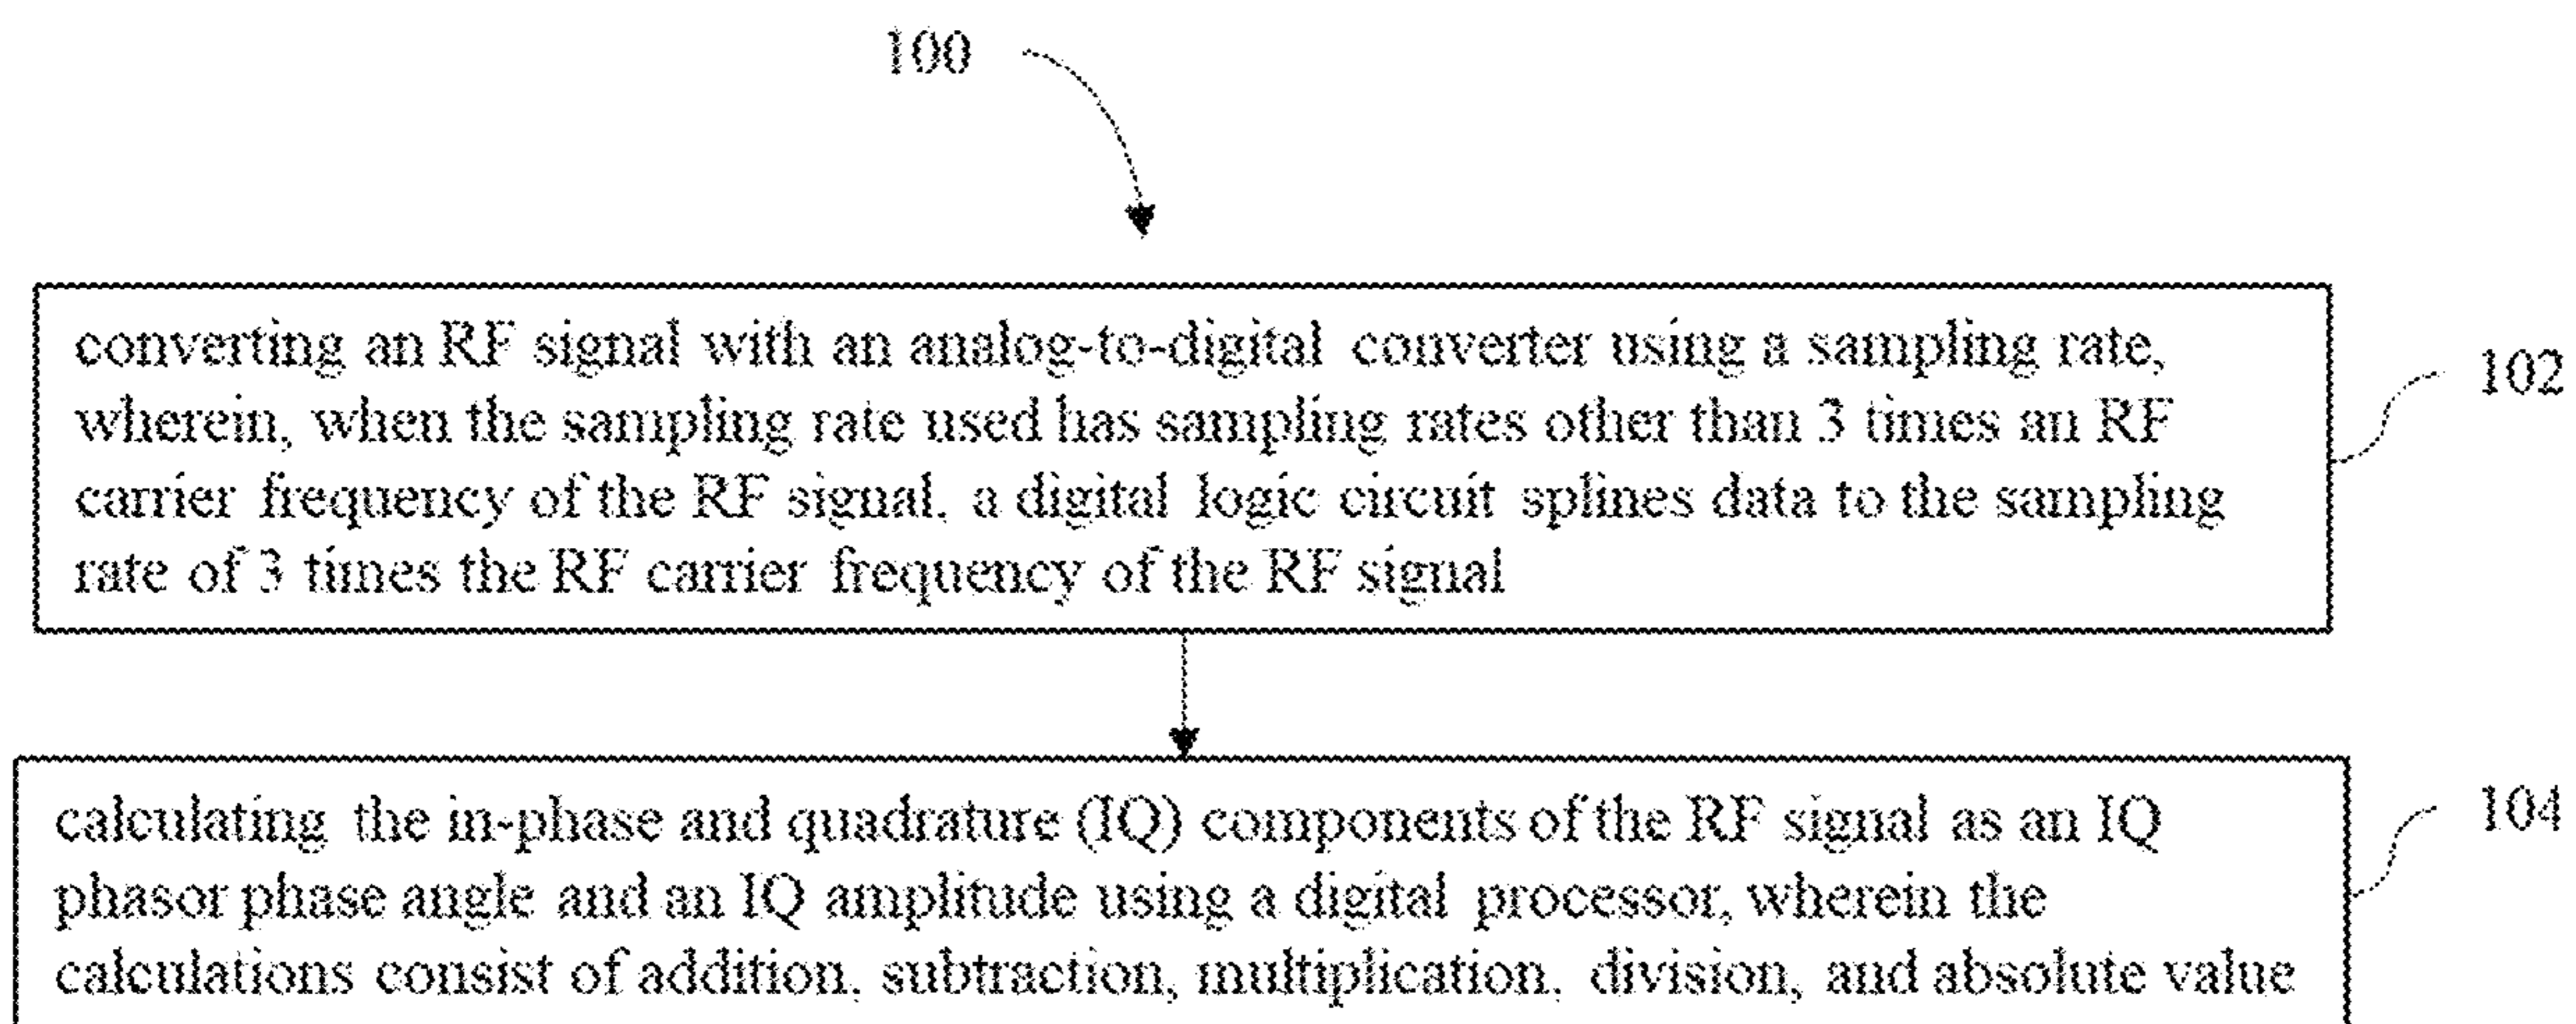 100
converting an RF signal with an analog-to-digital converter using a sampling rate,
wherein, when the sampling rate used has sampling rates other than 3 times an RF
carrier frequency of the RF signal, a digital logic circuit splines data to the sampling
rate of 3 times the RF carrier frequency of the RF signal
102
calculating the in-phase and quadrature (IQ) components of the RF signal as an IQ
phasor phase angle and an IQ amplitude using a digital processor, wherein the
calculations consist of addition, subtraction, multiplication, division, and absolute value
104